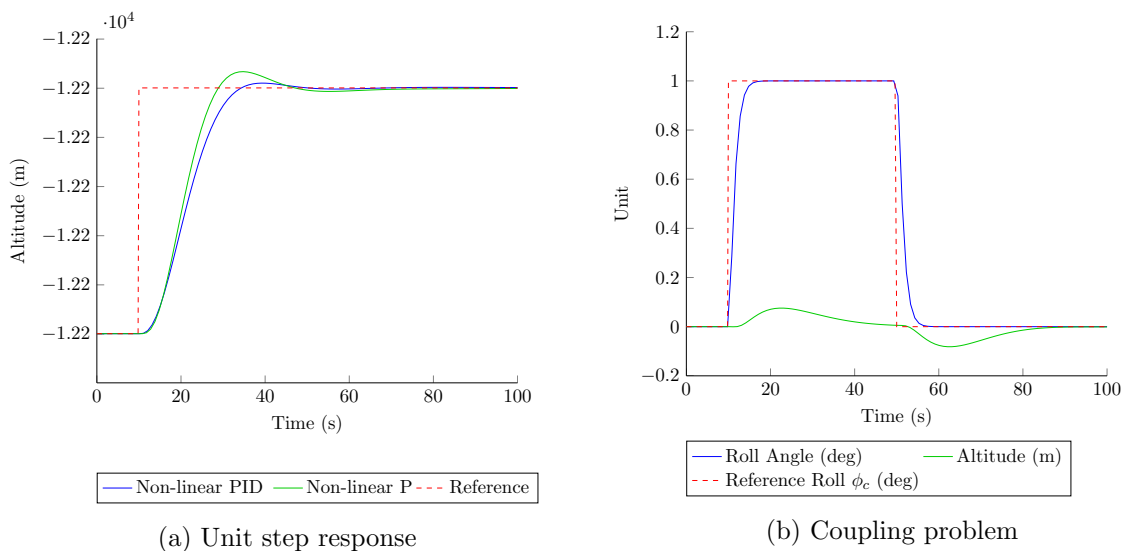 ·10⁴
−1.22
−1.22
−1.22
−1.22
−1.22
−1.22
−1.22
Altitude (m)
0 20 40 60 80 100
Time (s)
Non-linear PID Non-linear P Reference
(a) Unit step response
1.2
1
0.8
0.6
0.4
0.2
0
−0.2
Unit
0 20 40 60 80 100
Time (s)
Roll Angle (deg) Altitude (m)
Reference Roll ϕc (deg)
(b) Coupling problem